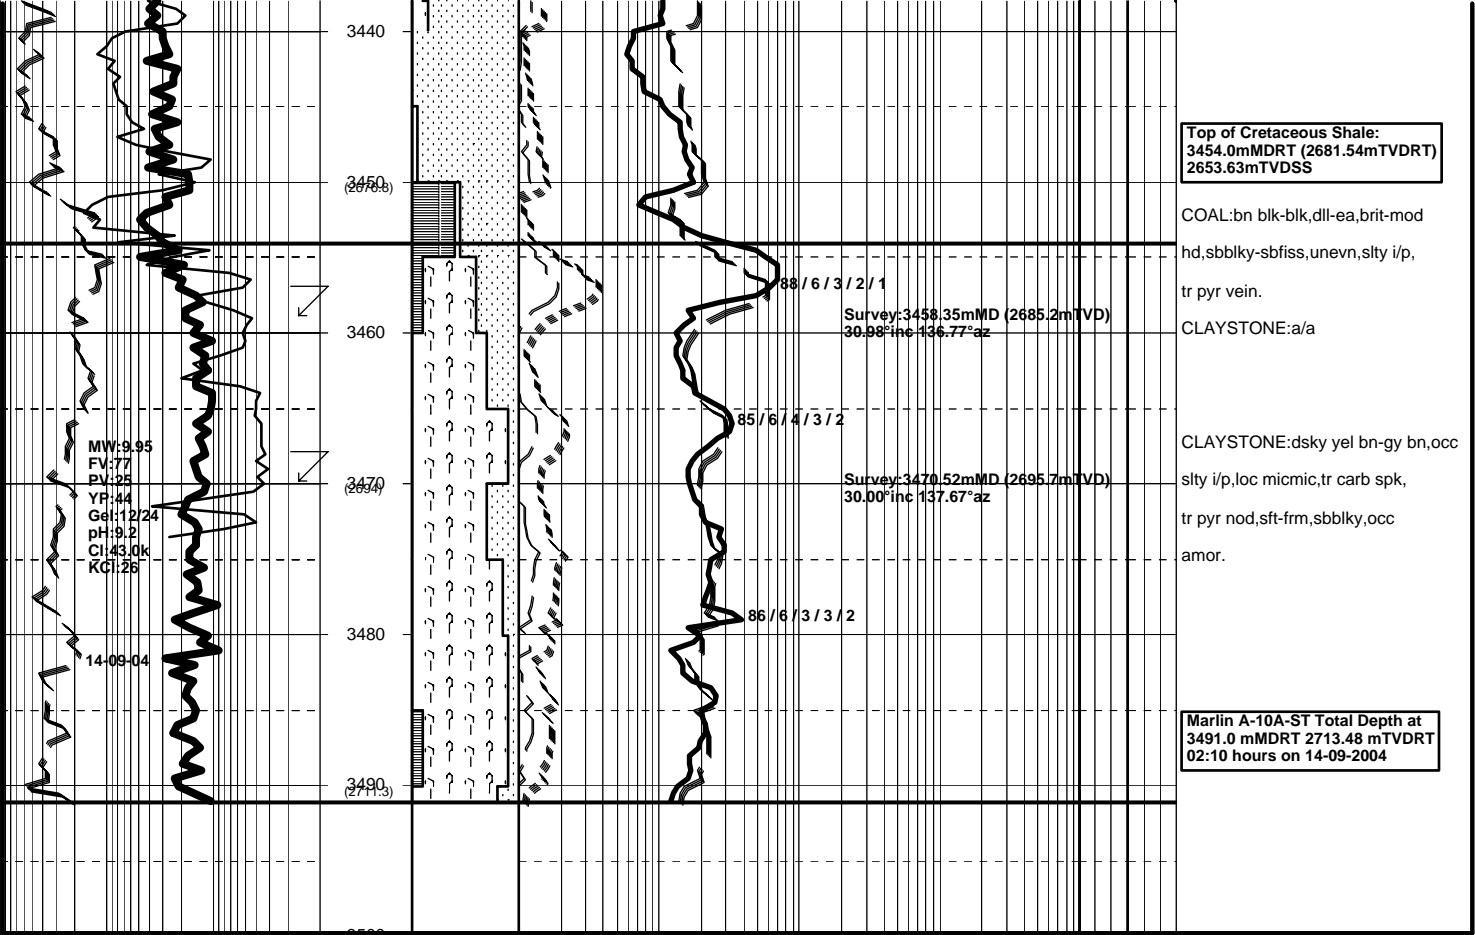 3440
Top of Cretaceous Shale:
3454.0mMDRT (2681.54mTVDRT)
2653.63mTVDSS
3450
COAL:bn blk-blk,dll-ea,brit-mod
hd,sbblky-sbfiss,unevn,slty i/p,
tr pyr vein.
88 / 6 / 3 / 2 / 1
Survey:3458.35mMD (2685.2mTVD)
30.98°inc 136.77°az
3460
CLAYSTONE:a/a
85 / 6 / 4 / 3 / 2
MW:9.95
FV:77
PV:25
YP:44
Gel:12/24
pH:9.2
Cl:43.0k
KCl:26
3470
(2694)
Survey:3470.52mMD (2695.7mTVD)
30.00°inc 137.67°az
CLAYSTONE:dsky yel bn-gy bn,occ
slty i/p,loc micmic,tr carb spk,
tr pyr nod,sft-frm,sbblky,occ
amor.
86 / 6 / 3 / 3 / 2
3480
14-09-04
Marlin A-10A-ST Total Depth at
3491.0 mMDRT 2713.48 mTVDRT
02:10 hours on 14-09-2004
3490
(2711.3)